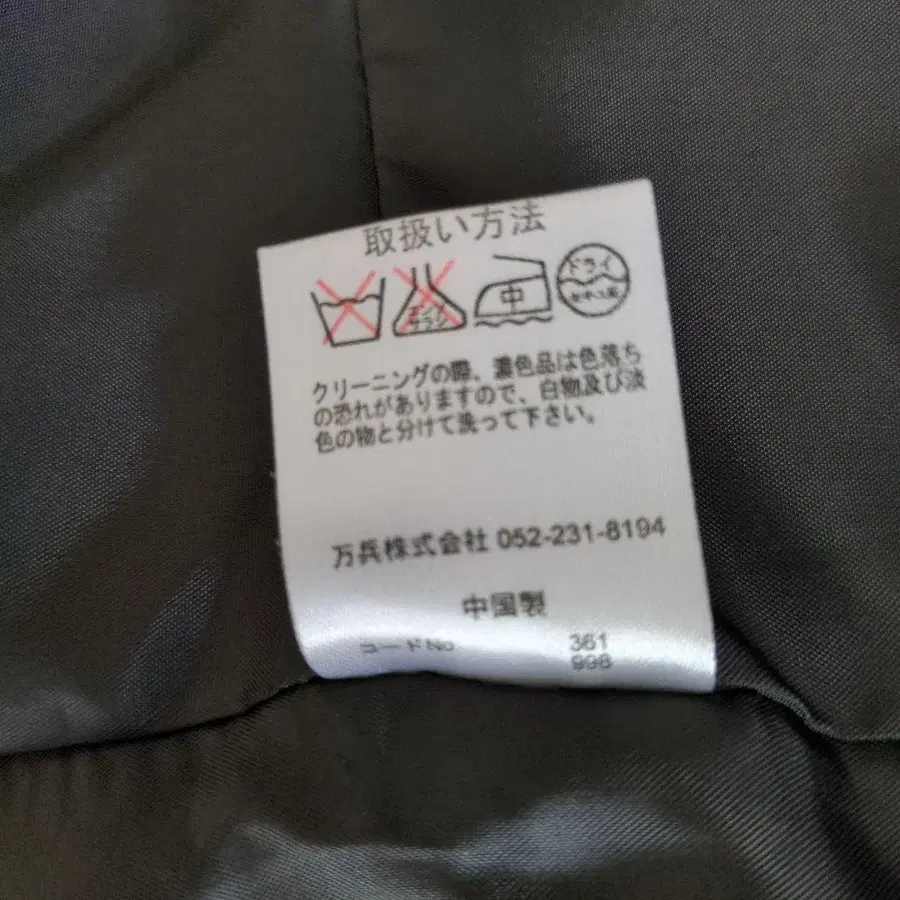 取扱い方法
中 ドライ
クリーニングの際、濃色品は色落ち
の恐れがありますので、白物及び淡
色の物と分けて洗って下さい。
万兵株式会社 052-231-8194
中国製
コードNo 361
998